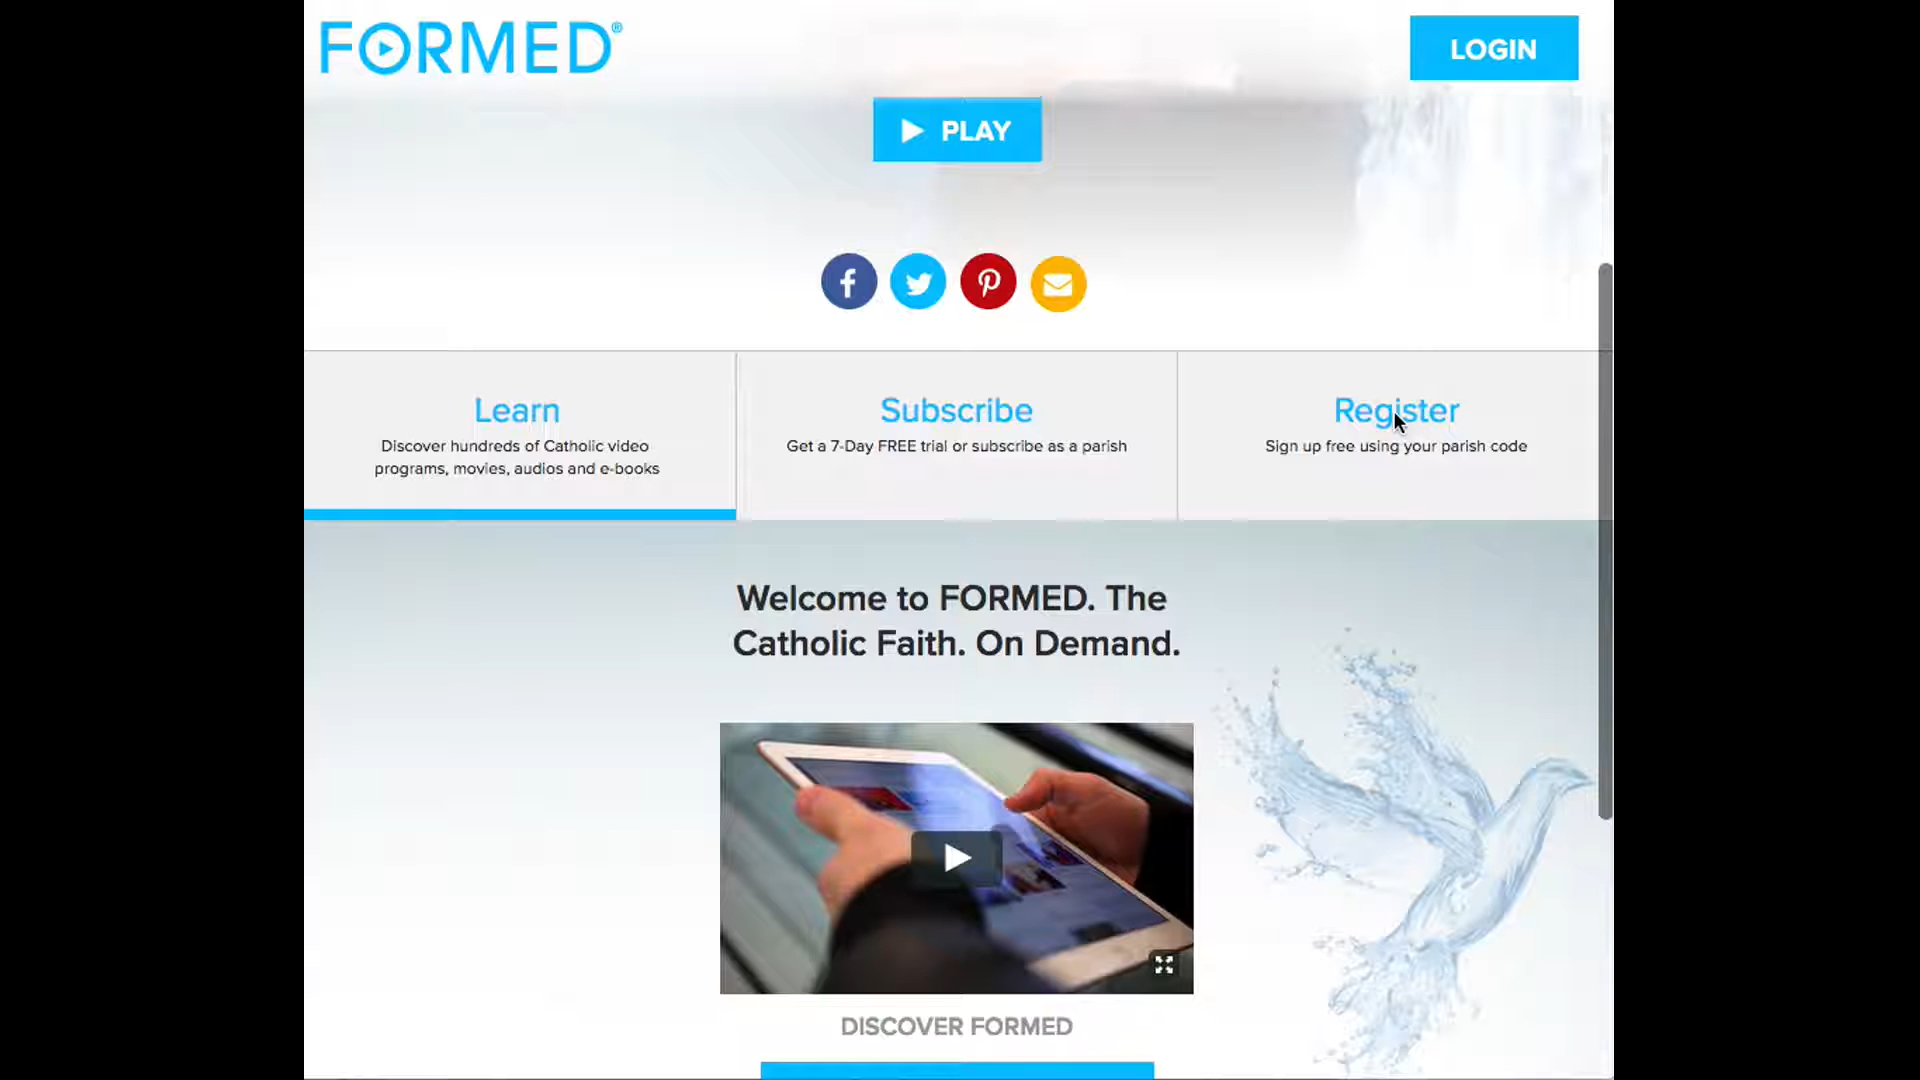 FORMED®
LOGIN
PLAY
Learn
Discover hundreds of Catholic video
programs, movies, audios and e-books
Subscribe
Get a 7-Day FREE trial or subscribe as a parish
Register
Sign up free using your parish code
Welcome to FORMED. The
Catholic Faith. On Demand.
DISCOVER FORMED